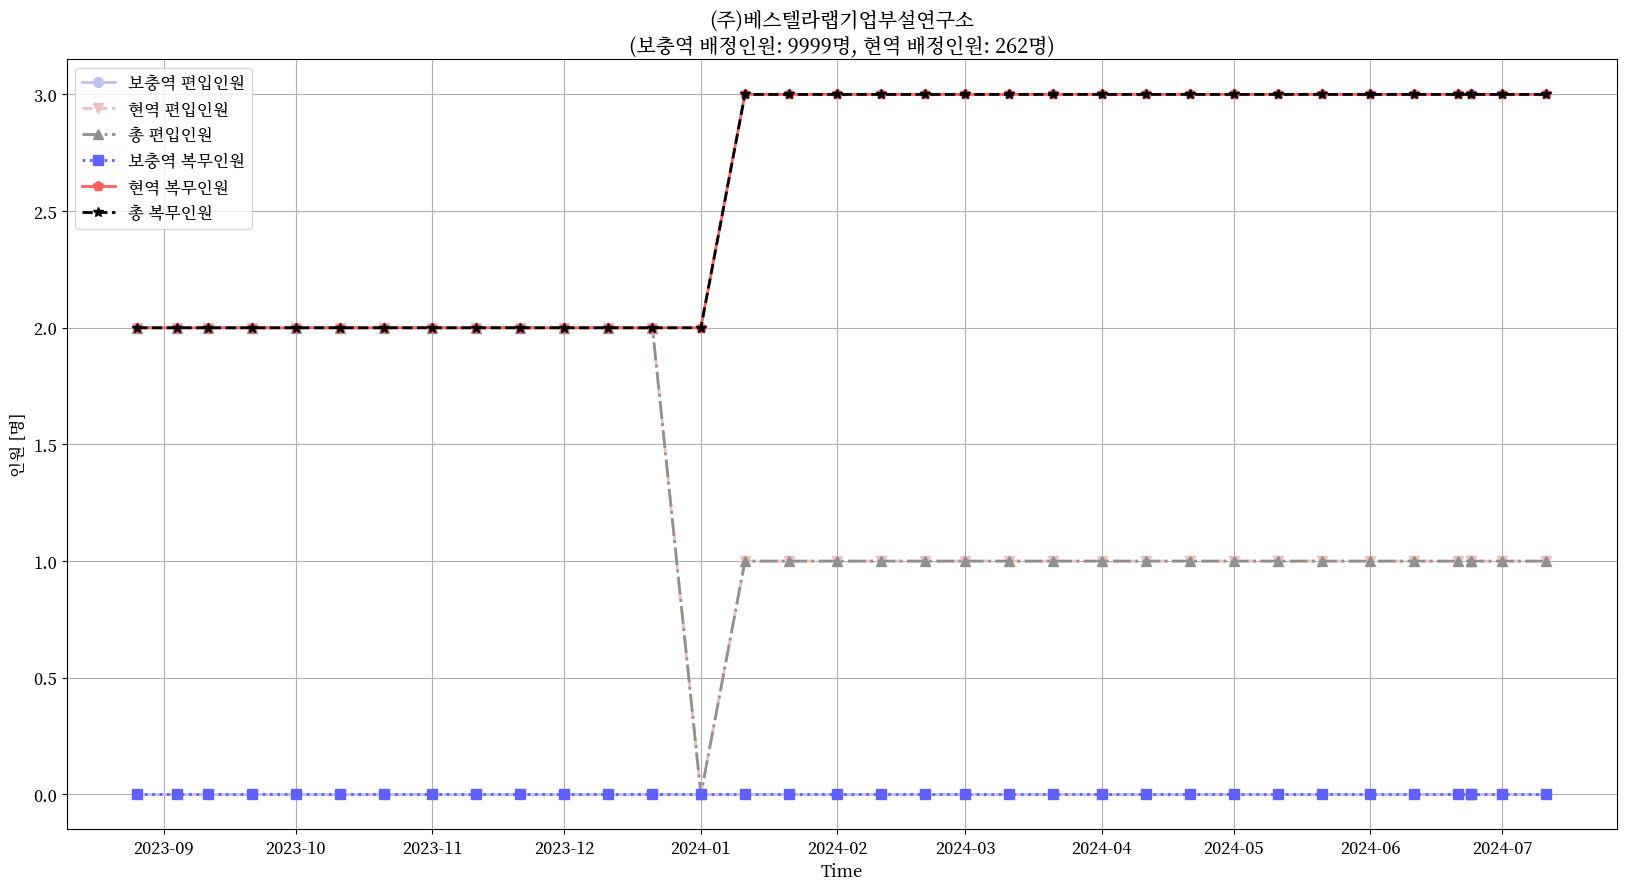 (주)베스텔라랩기업부설연구소
(보충역 배정인원: 9999명, 현역 배정인원: 262명)
보충역 편입인원
현역 편입인원
총 편입인원
보충역 복무인원
현역 복무인원
총 복무인원
3.0
2.5
2.0
1.5
1.0
0.5
0.0
인원 [명]
2023-09 2023-10 2023-11 2023-12 2024-01 2024-02 2024-03 2024-04 2024-05 2024-06 2024-07
Time